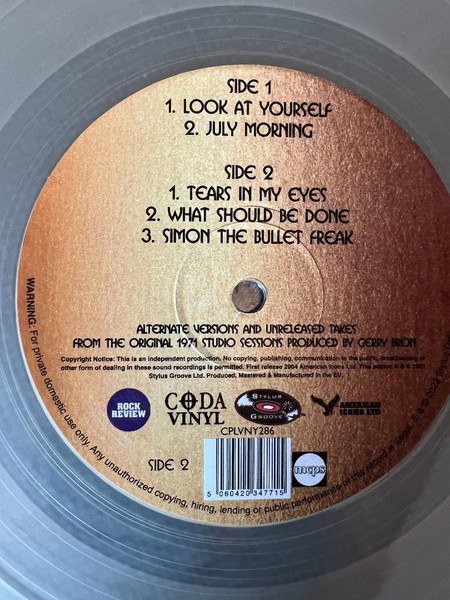 SIDE 1
1. LOOK AT YOURSELF
2. JULY MORNING
SIDE 2
1. TEARS IN MY EYES
2. WHAT SHOULD BE DONE
3. SIMON THE BULLET FREAK
ALTERNATE VERSIONS AND UNRELEASED TAKES
FROM THE ORIGINAL 1971 STUDIO SESSIONS PRODUCED BY GERRY BRON
Copyright Notice: This is an independent production. No copying, publishing, communication to the public, broadcasting or
other form of dealing in these sound recordings is permitted. First release 2004 American Icons Ltd. This edition ℗ & © 2022
Stylus Groove Ltd. Produced, Mastered & Manufactured in the EU.
ROCK
REVIEW
CODA
VINYL
STYLUS
GROOVE
AMERICAN
ICONS LTD
CPLVNY286
SIDE 2
mcps
5 060420 347715
WARNING: For private domestic use only. Any unauthorized copying, hiring, lending or public performance of this record is